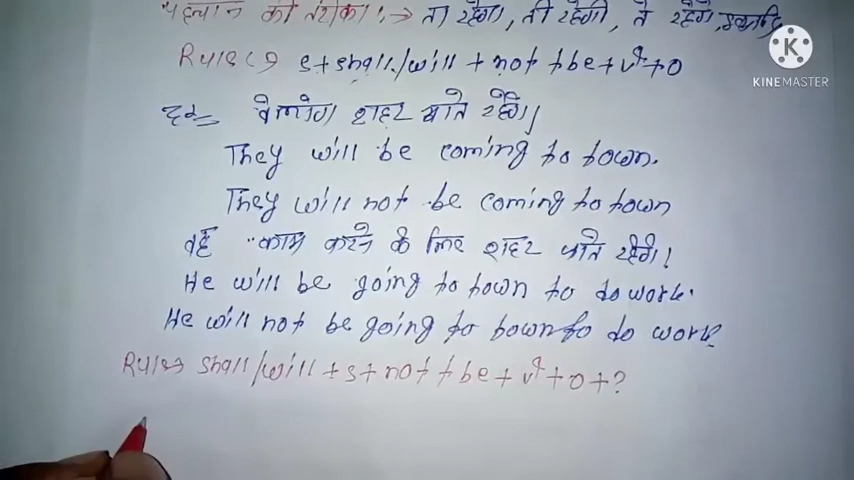 पहचान की तरीका :→ ता रहेगा, ती रहेगी, ते रहेंगे, इत्यादि
Rule(→) S+shall/will + not + be + v⁴ + o
वे लोग शहर आते रहेंगे।
They will be coming to town.
They will not be coming to town
वह काम करने के लिए शहर जाते रहेंगे।
He will be going to town to do work.
He will not be going to town to do work.
Rule→ shall/will + s + not + be + v⁴ + o + ?
K
KINEMASTER